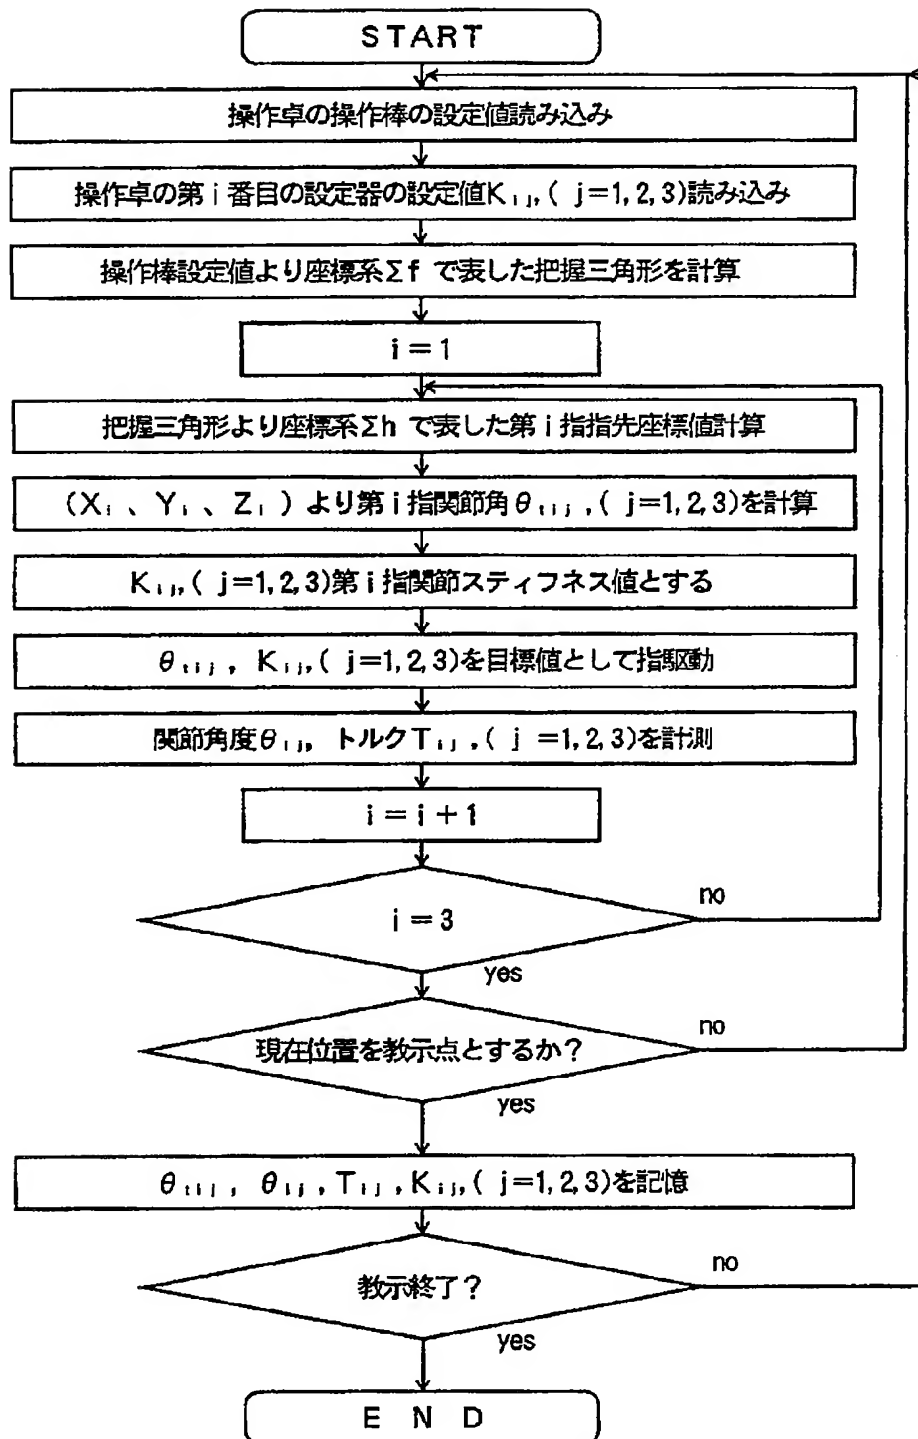 START
操作卓の操作棒の設定値読み込み
操作卓の第i番目の設定器の設定値Kij,( j=1,2,3)読み込み
操作棒設定値より座標系Σf で表した把握三角形を計算
i=1
把握三角形より座標系Σh で表した第i指指先座標値計算
(Xi、Yi、Zi)より第i指関節角θtij,( j=1,2,3)を計算
Kij,( j=1,2,3)第i指関節スティフネス値とする
θtij, Kij,( j=1,2,3)を目標値として指駆動
関節角度θij, トルクTij,( j =1,2,3)を計測
i=i+1
i=3
no
yes
現在位置を教示点とするか?
no
yes
θtij, θij,Tij,Kij,( j=1,2,3)を記憶
教示終了?
no
yes
END